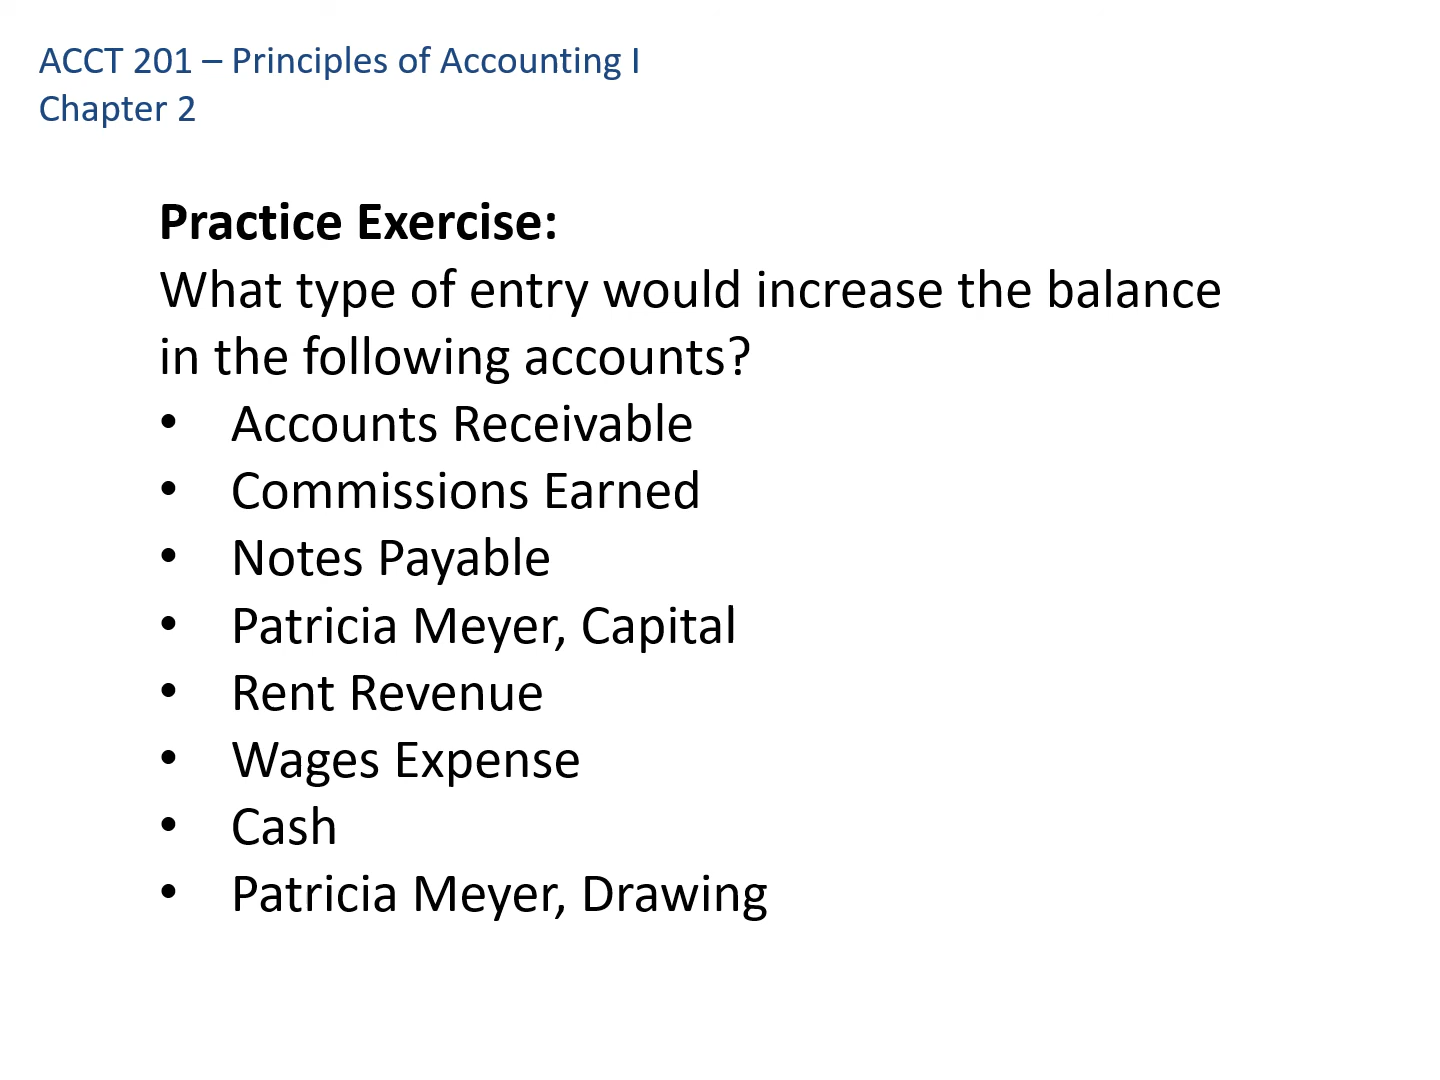 ACCT 201 – Principles of Accounting I
Chapter 2
Practice Exercise:
What type of entry would increase the balance
in the following accounts?
• Accounts Receivable
• Commissions Earned
• Notes Payable
• Patricia Meyer, Capital
• Rent Revenue
• Wages Expense
• Cash
• Patricia Meyer, Drawing